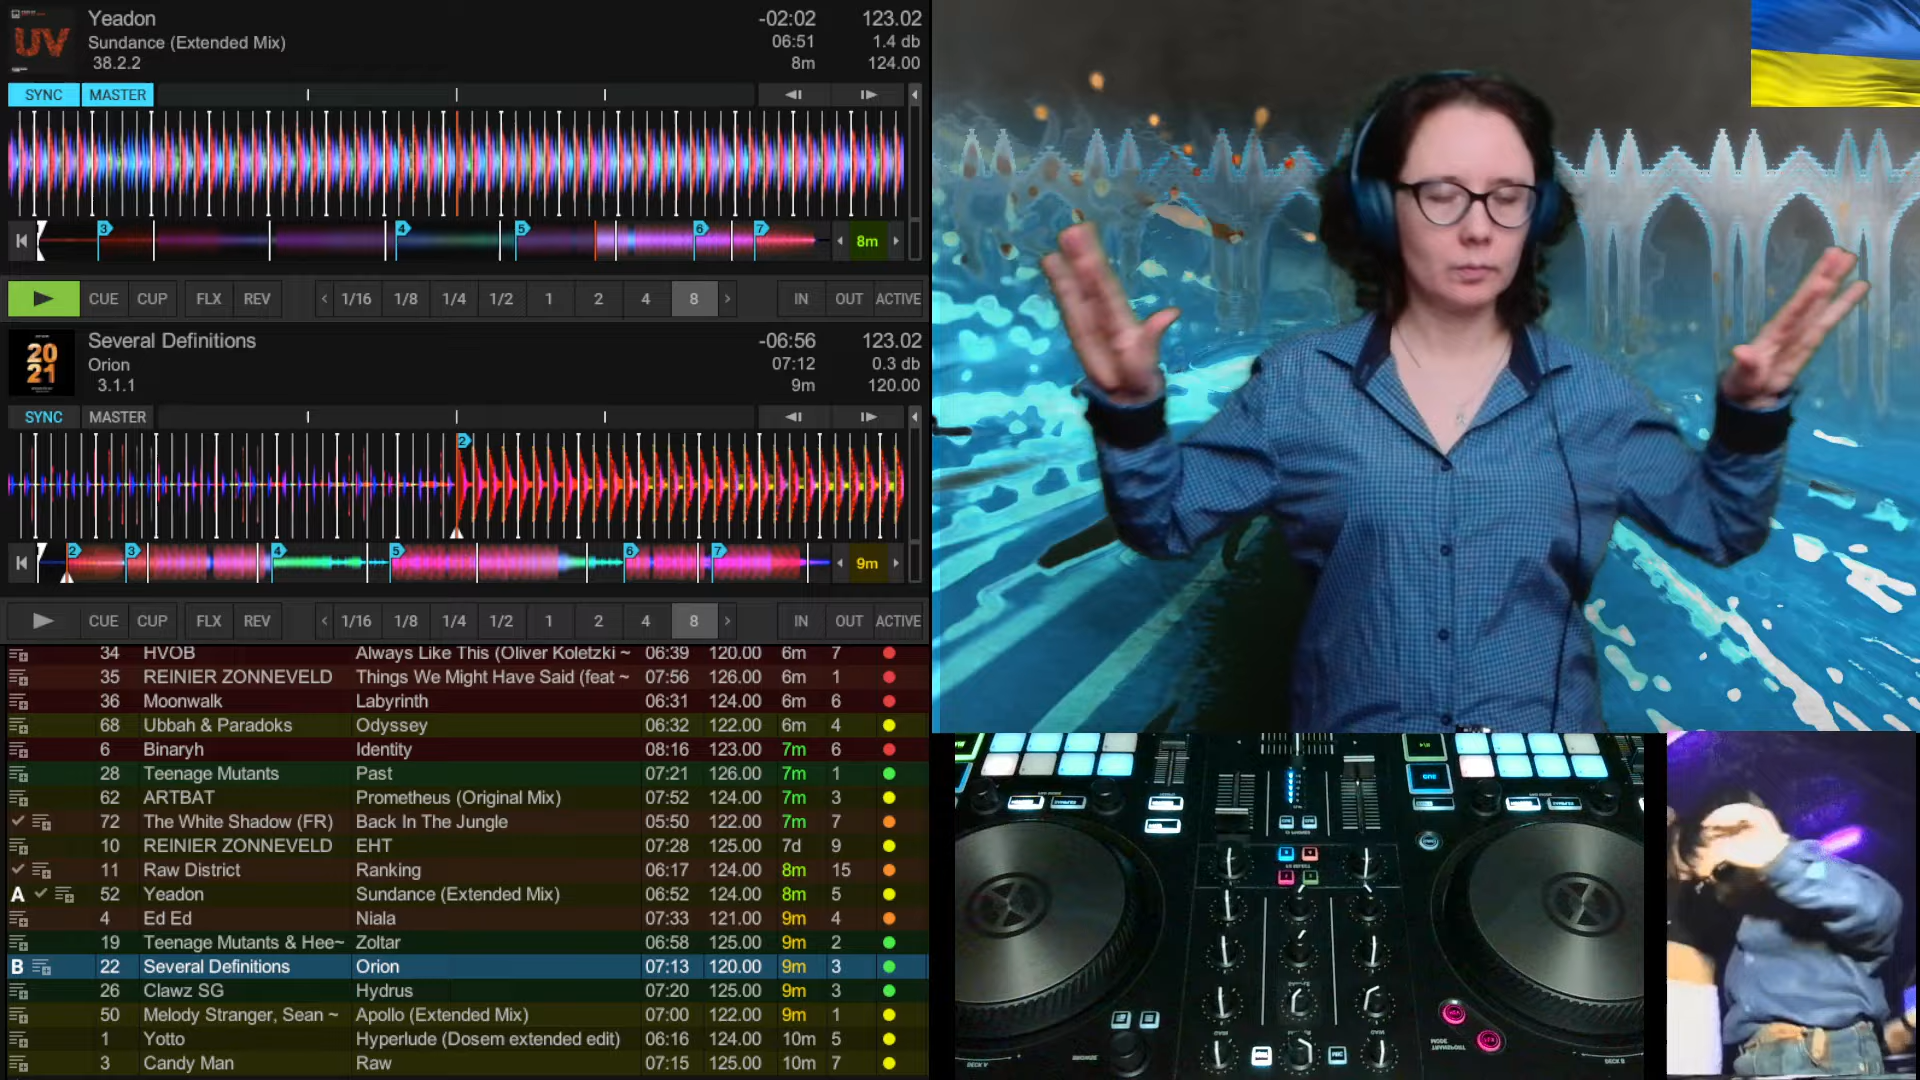 UV
Yeadon -02:02 123.02
Sundance (Extended Mix) 06:51 1.4 db
38.2.2 8m 124.00
SYNC MASTER
3 4 5 6 7 8m
CUE CUP FLX REV 1/16 1/8 1/4 1/2 1 2 4 8 IN OUT ACTIVE
20
21
Several Definitions -06:56 123.02
Orion 07:12 0.3 db
3.1.1 9m 120.00
SYNC MASTER
2
2 3 4 5 6 7 9m
CUE CUP FLX REV 1/16 1/8 1/4 1/2 1 2 4 8 IN OUT ACTIVE
34 HVOB Always Like This (Oliver Koletzki ~ 06:39 120.00 6m 7
35 REINIER ZONNEVELD Things We Might Have Said (feat ~ 07:56 126.00 6m 1
36 Moonwalk Labyrinth 06:31 124.00 6m 6
68 Ubbah & Paradoks Odyssey 06:32 122.00 6m 4
6 Binaryh Identity 08:16 123.00 7m 6
28 Teenage Mutants Past 07:21 126.00 7m 1
62 ARTBAT Prometheus (Original Mix) 07:52 124.00 7m 3
72 The White Shadow (FR) Back In The Jungle 05:50 122.00 7m 7
10 REINIER ZONNEVELD EHT 07:28 125.00 7d 9
11 Raw District Ranking 06:17 124.00 8m 15
A 52 Yeadon Sundance (Extended Mix) 06:52 124.00 8m 5
4 Ed Ed Niala 07:33 121.00 9m 4
19 Teenage Mutants & Hee~ Zoltar 06:58 125.00 9m 2
B 22 Several Definitions Orion 07:13 120.00 9m 3
26 Clawz SG Hydrus 07:20 125.00 9m 3
50 Melody Stranger, Sean ~ Apollo (Extended Mix) 07:00 122.00 9m 1
1 Yotto Hyperlude (Dosem extended edit) 06:16 124.00 10m 5
3 Candy Man Raw 07:15 125.00 10m 7